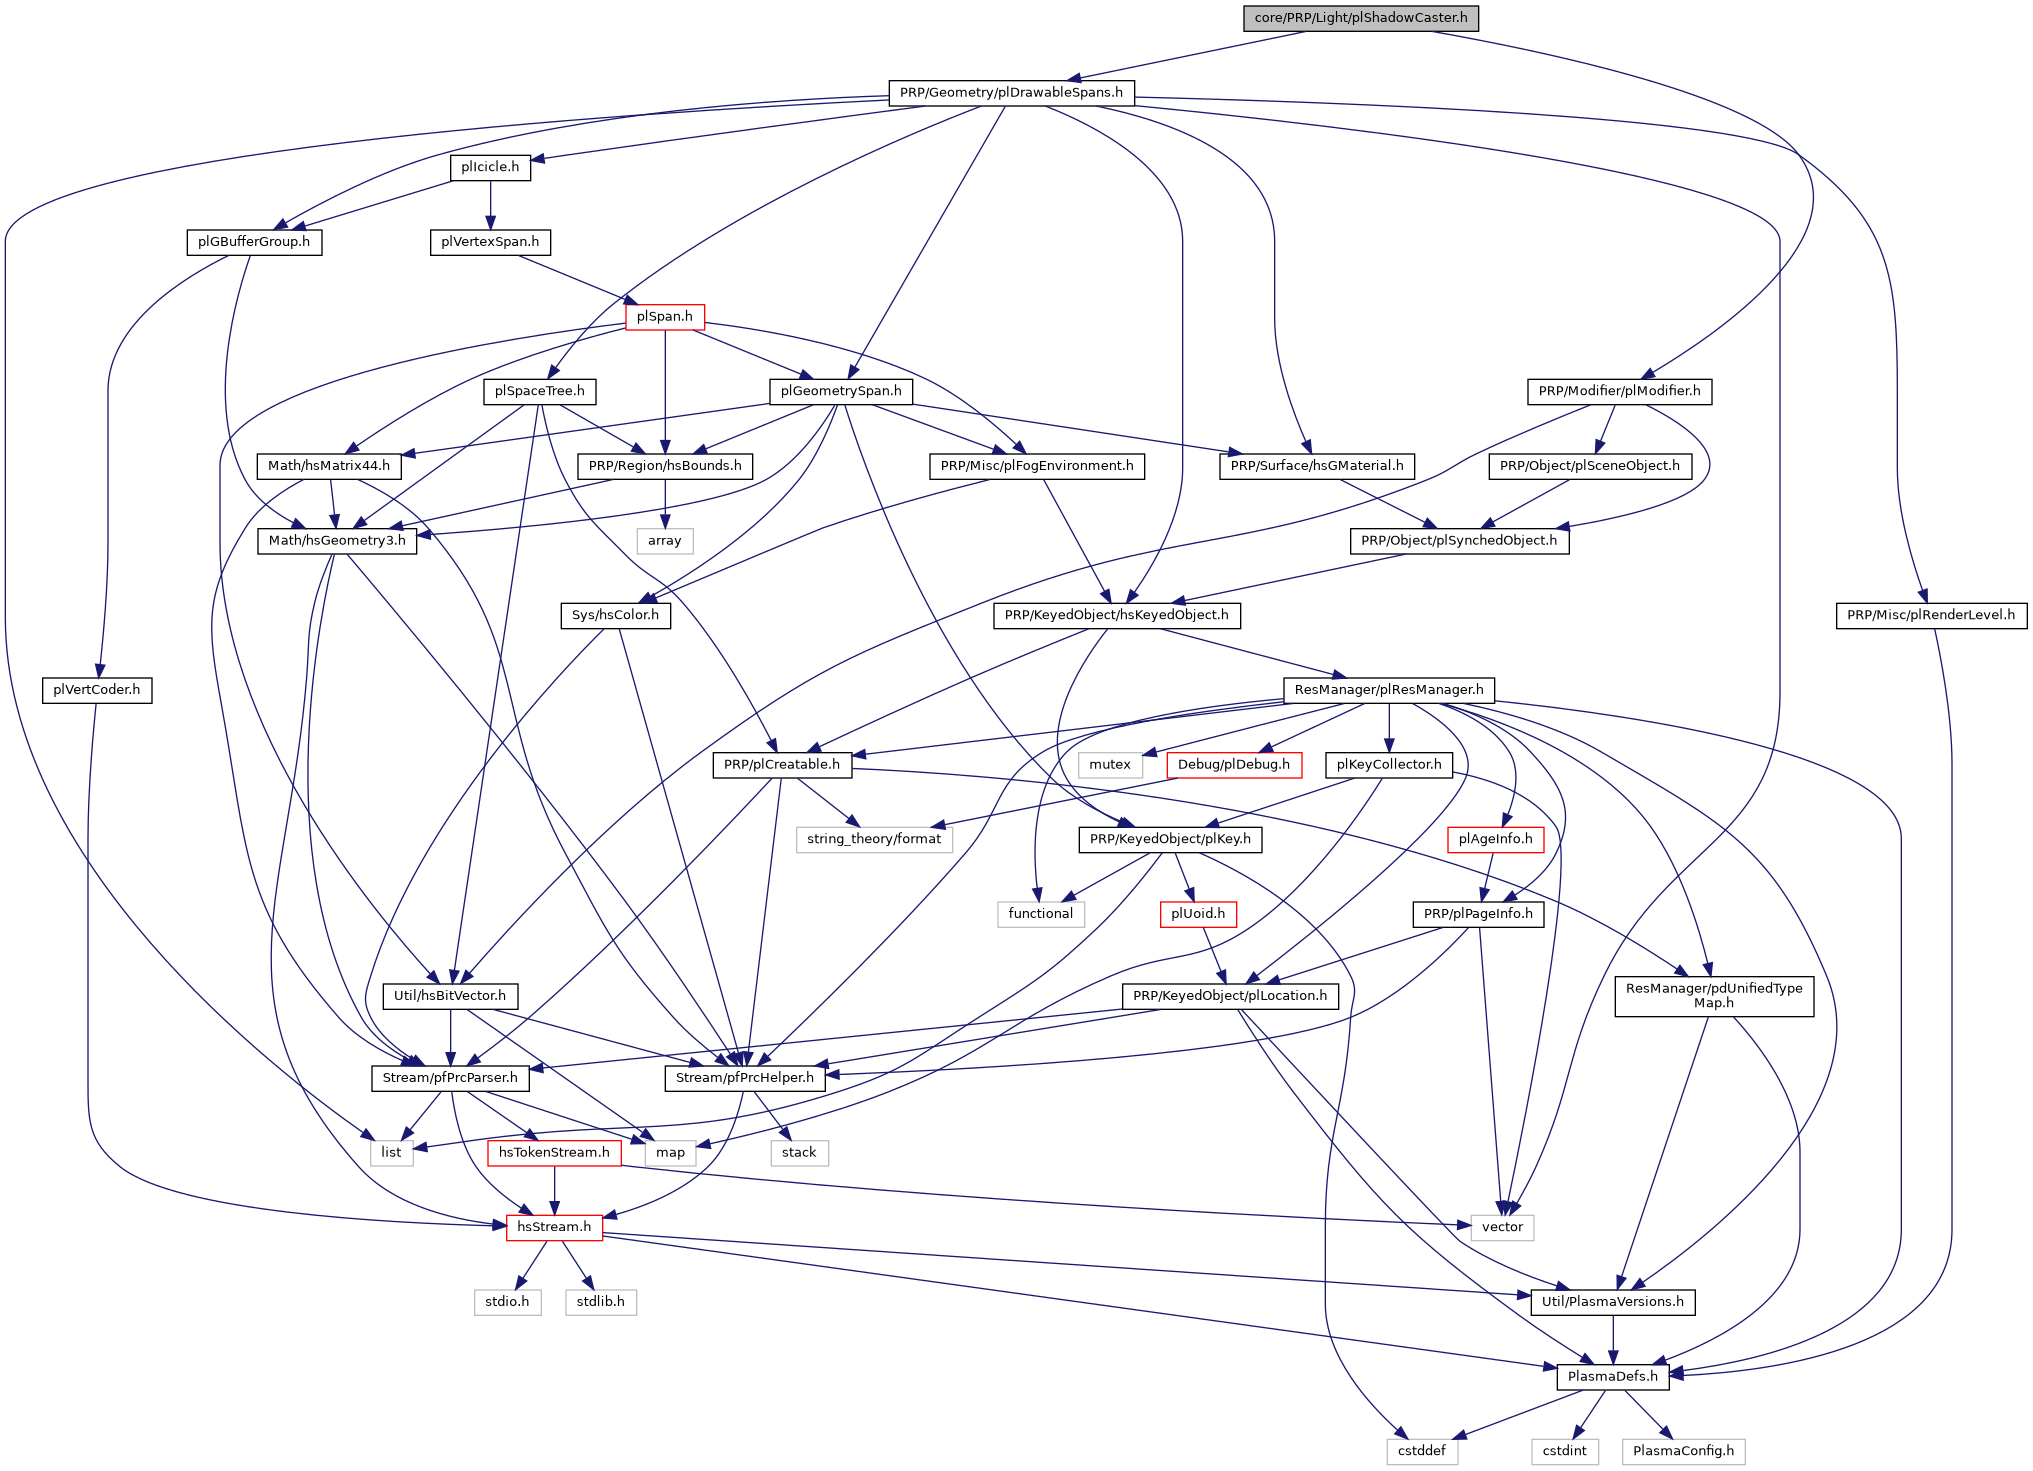 core/PRP/Light/plShadowCaster.h
PRP/Geometry/plDrawableSpans.h
plIcicle.h
plGBufferGroup.h
plVertexSpan.h
plSpan.h
plSpaceTree.h
plGeometrySpan.h
PRP/Modifier/plModifier.h
Math/hsMatrix44.h
PRP/Region/hsBounds.h
PRP/Misc/plFogEnvironment.h
PRP/Surface/hsGMaterial.h
PRP/Object/plSceneObject.h
Math/hsGeometry3.h
array
PRP/Object/plSynchedObject.h
Sys/hsColor.h
PRP/KeyedObject/hsKeyedObject.h
PRP/Misc/plRenderLevel.h
plVertCoder.h
ResManager/plResManager.h
PRP/plCreatable.h
mutex
Debug/plDebug.h
plKeyCollector.h
string_theory/format
PRP/KeyedObject/plKey.h
plAgeInfo.h
functional
plUoid.h
PRP/plPageInfo.h
Util/hsBitVector.h
PRP/KeyedObject/plLocation.h
ResManager/pdUnifiedType
Map.h
Stream/pfPrcParser.h
Stream/pfPrcHelper.h
list
hsTokenStream.h
map
stack
hsStream.h
vector
stdio.h
stdlib.h
Util/PlasmaVersions.h
PlasmaDefs.h
cstddef
cstdint
PlasmaConfig.h